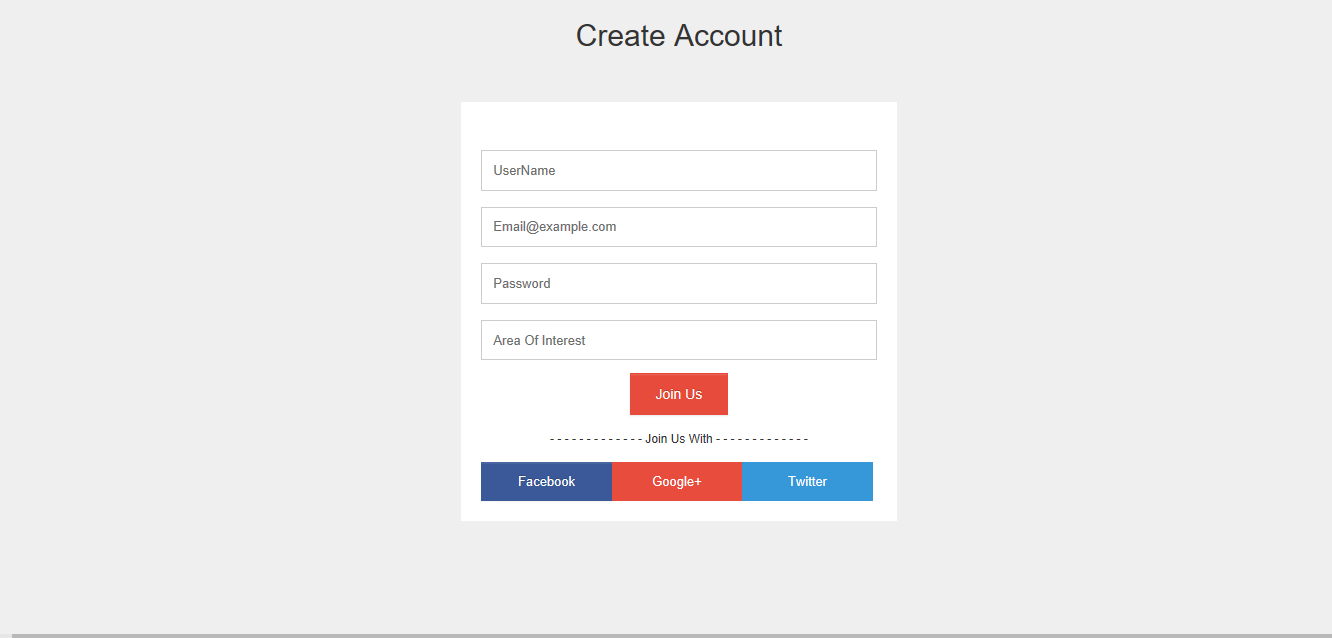 Create Account
UserName
Email@example.com
Password
Area Of Interest
Join Us
- - - - - - - - - - - - - Join Us With - - - - - - - - - - - - -
Facebook Google+ Twitter